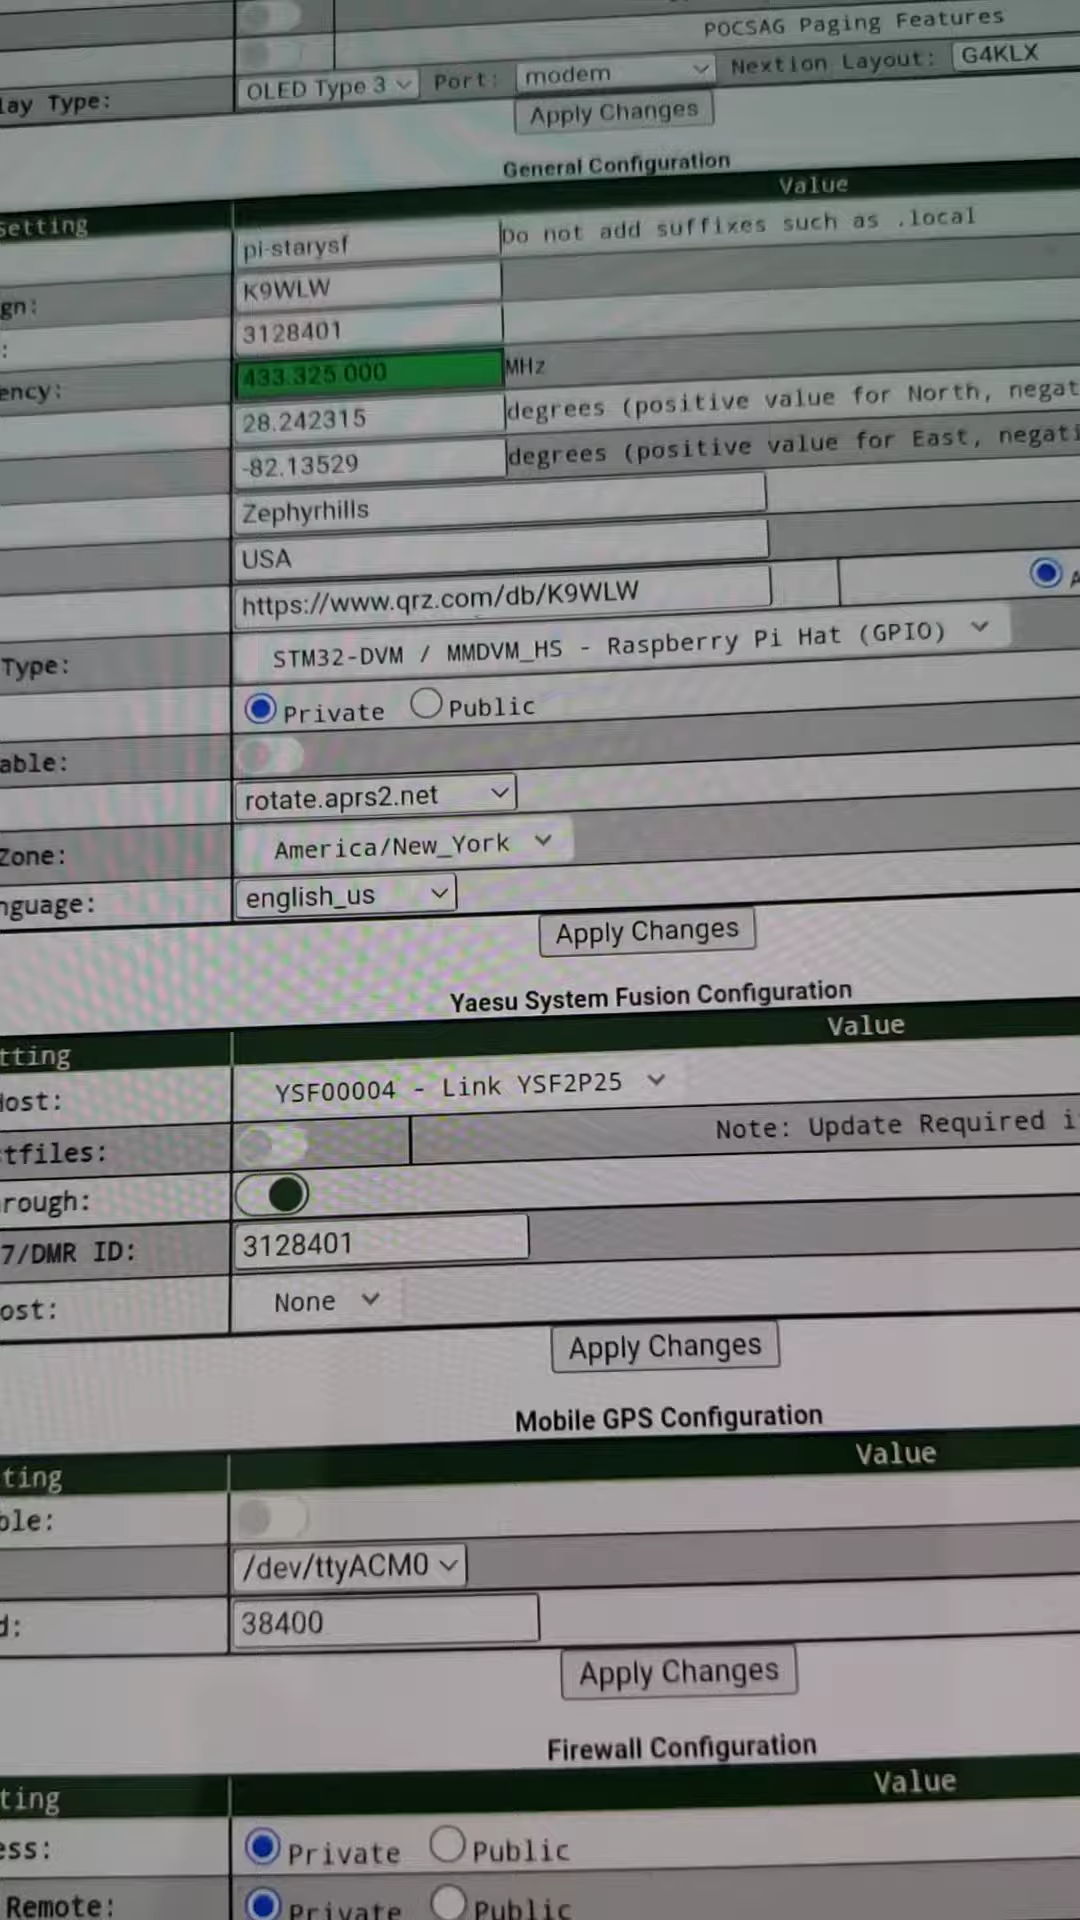 POCSAG Paging Features
lay Type: OLED Type 3 Port: modem Nextion Layout: G4KLX
Apply Changes
General Configuration
Setting Value
pi-starysf Do not add suffixes such as .local
gn: K9WLW
: 3128401
ency: 433.325.000 MHz
28.242315 degrees (positive value for North, negat
-82.13529 degrees (positive value for East, negati
Zephyrhills
USA
https://www.qrz.com/db/K9WLW A
Type: STM32-DVM / MMDVM_HS - Raspberry Pi Hat (GPIO)
Private Public
able:
rotate.aprs2.net
Zone: America/New_York
nguage: english_us
Apply Changes
Yaesu System Fusion Configuration
tting Value
Host: YSF00004 - Link YSF2P25
tfiles: Note: Update Required i
rough:
7/DMR ID: 3128401
ost: None
Apply Changes
Mobile GPS Configuration
ting Value
ble:
/dev/ttyACM0
d: 38400
Apply Changes
Firewall Configuration
ting Value
ess: Private Public
Remote: Private Public